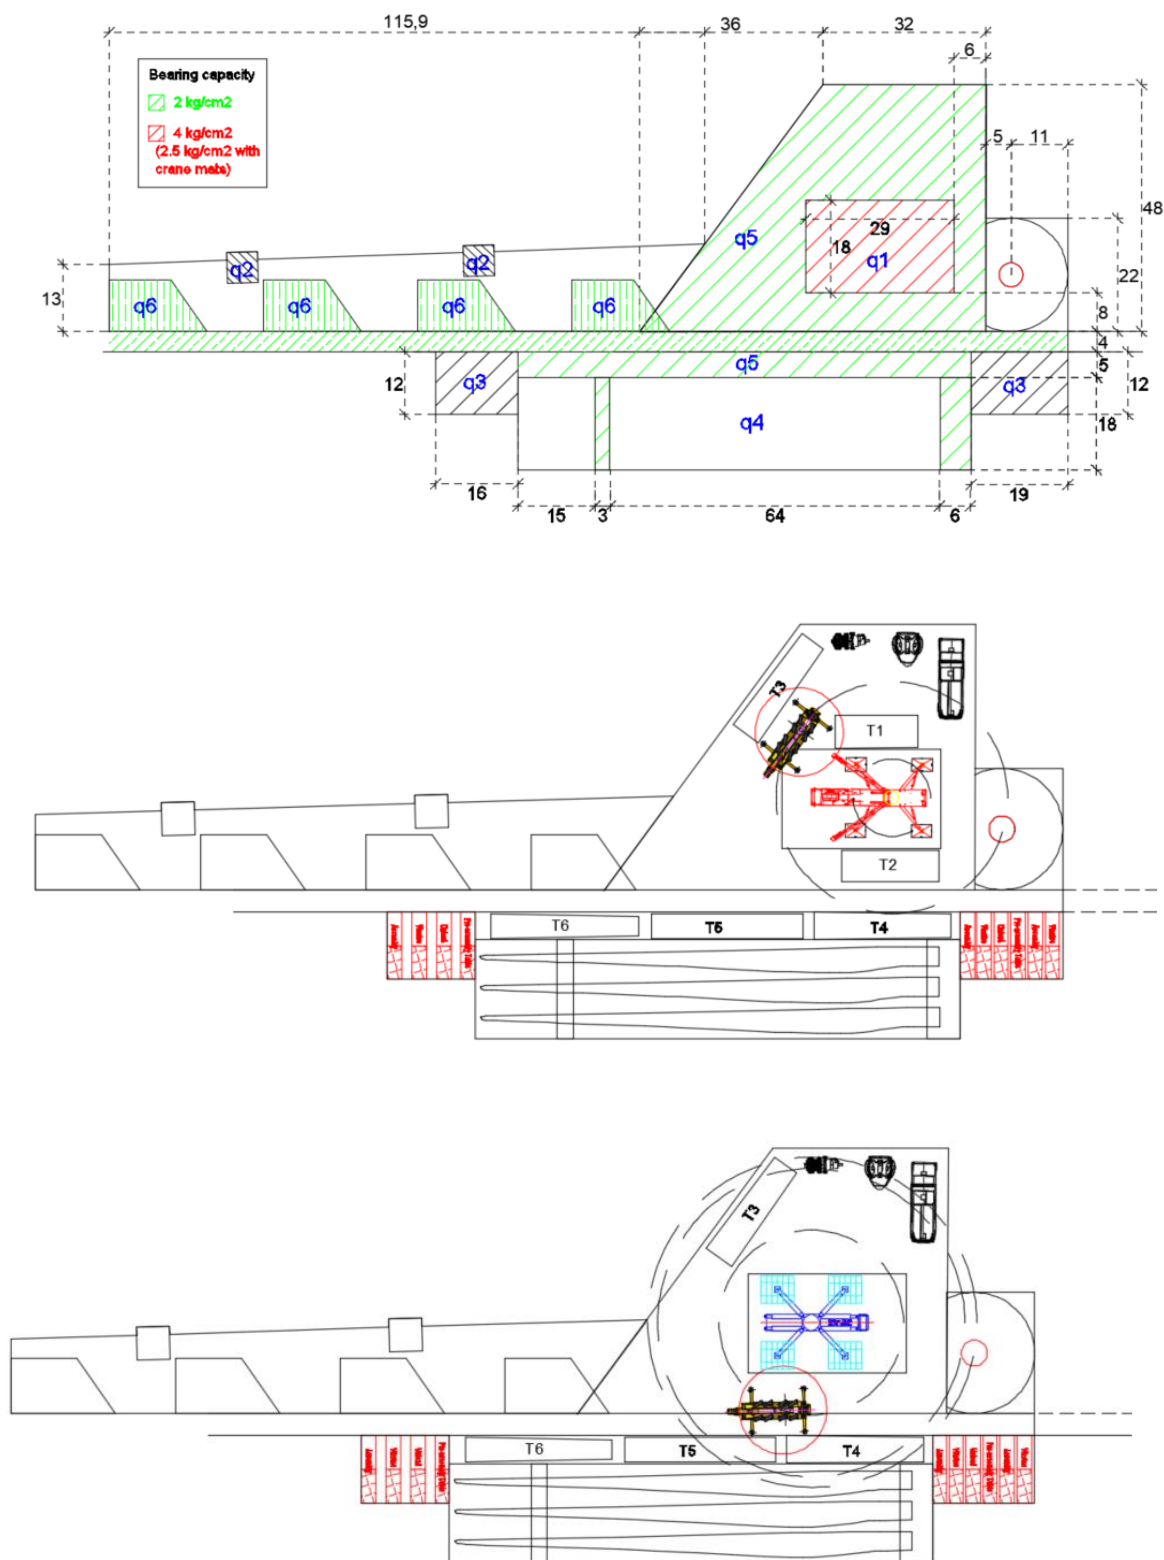 115,9
36
32
6
Bearing capacity
2 kg/cm2
4 kg/cm2
(2.5 kg/cm2 with
crane mats)
5
11
48
q5
29
18
q1
22
q2
q2
13
8
q6
q6
q6
q6
4
q5
5
12
q3
q3
12
q4
18
16
19
15
3
64
6
T3
T1
T2
T6
T5
T4
T3
T6
T5
T4